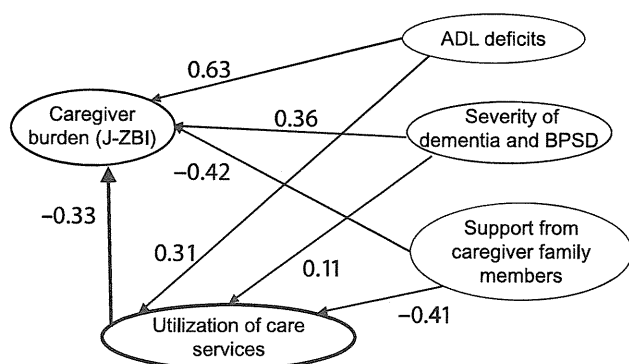 ADL deficits
0.63
Caregiver
burden (J-ZBI)
0.36
Severity of
dementia and BPSD
−0.42
−0.33
Support from
caregiver family
members
0.31
0.11
−0.41
Utilization of care
services